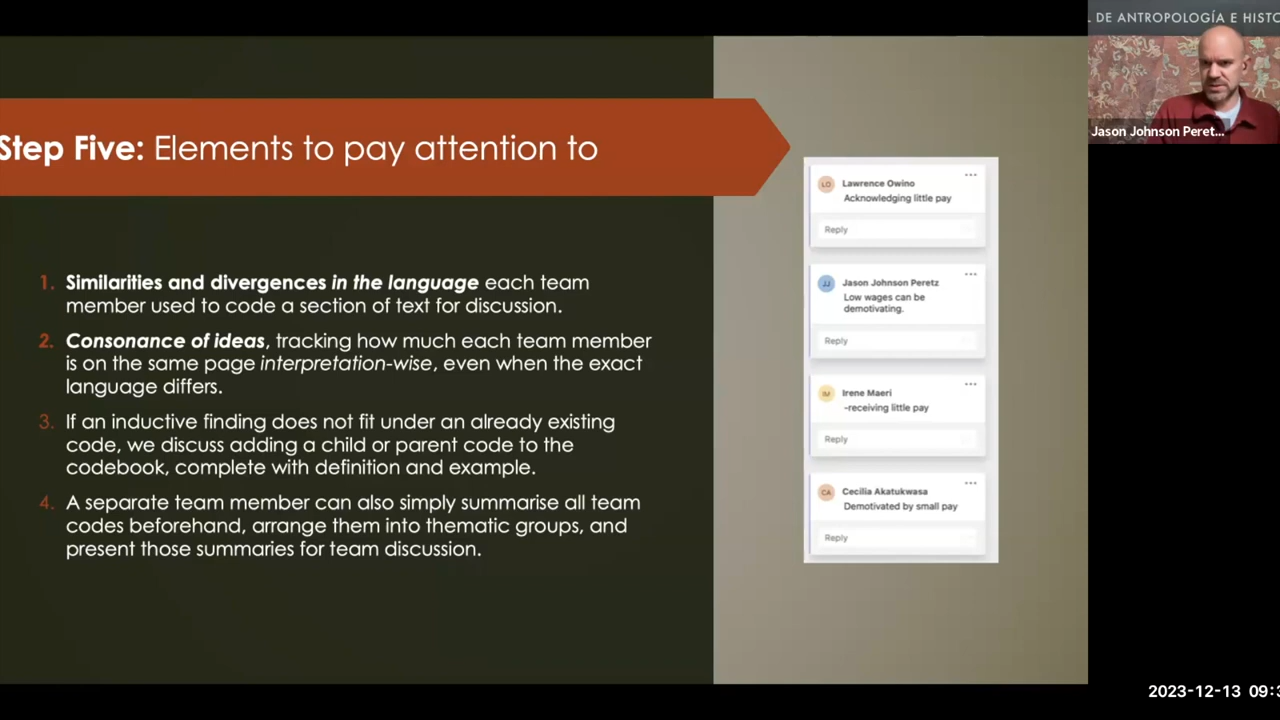 DE ANTROPOLOGÍA E HISTO
Jason Johnson Peret...
Step Five: Elements to pay attention to
1. Similarities and divergences in the language each team
member used to code a section of text for discussion.
2. Consonance of ideas, tracking how much each team member
is on the same page interpretation-wise, even when the exact
language differs.
3. If an inductive finding does not fit under an already existing
code, we discuss adding a child or parent code to the
codebook, complete with definition and example.
4. A separate team member can also simply summarise all team
codes beforehand, arrange them into thematic groups, and
present those summaries for team discussion.
LO Lawrence Owino
Acknowledging little pay
Reply
JJ Jason Johnson Peretz
Low wages can be
demotivating.
Reply
IM Irene Maeri
-receiving little pay
Reply
CA Cecilia Akatukwasa
Demotivated by small pay
Reply
2023-12-13 09:3